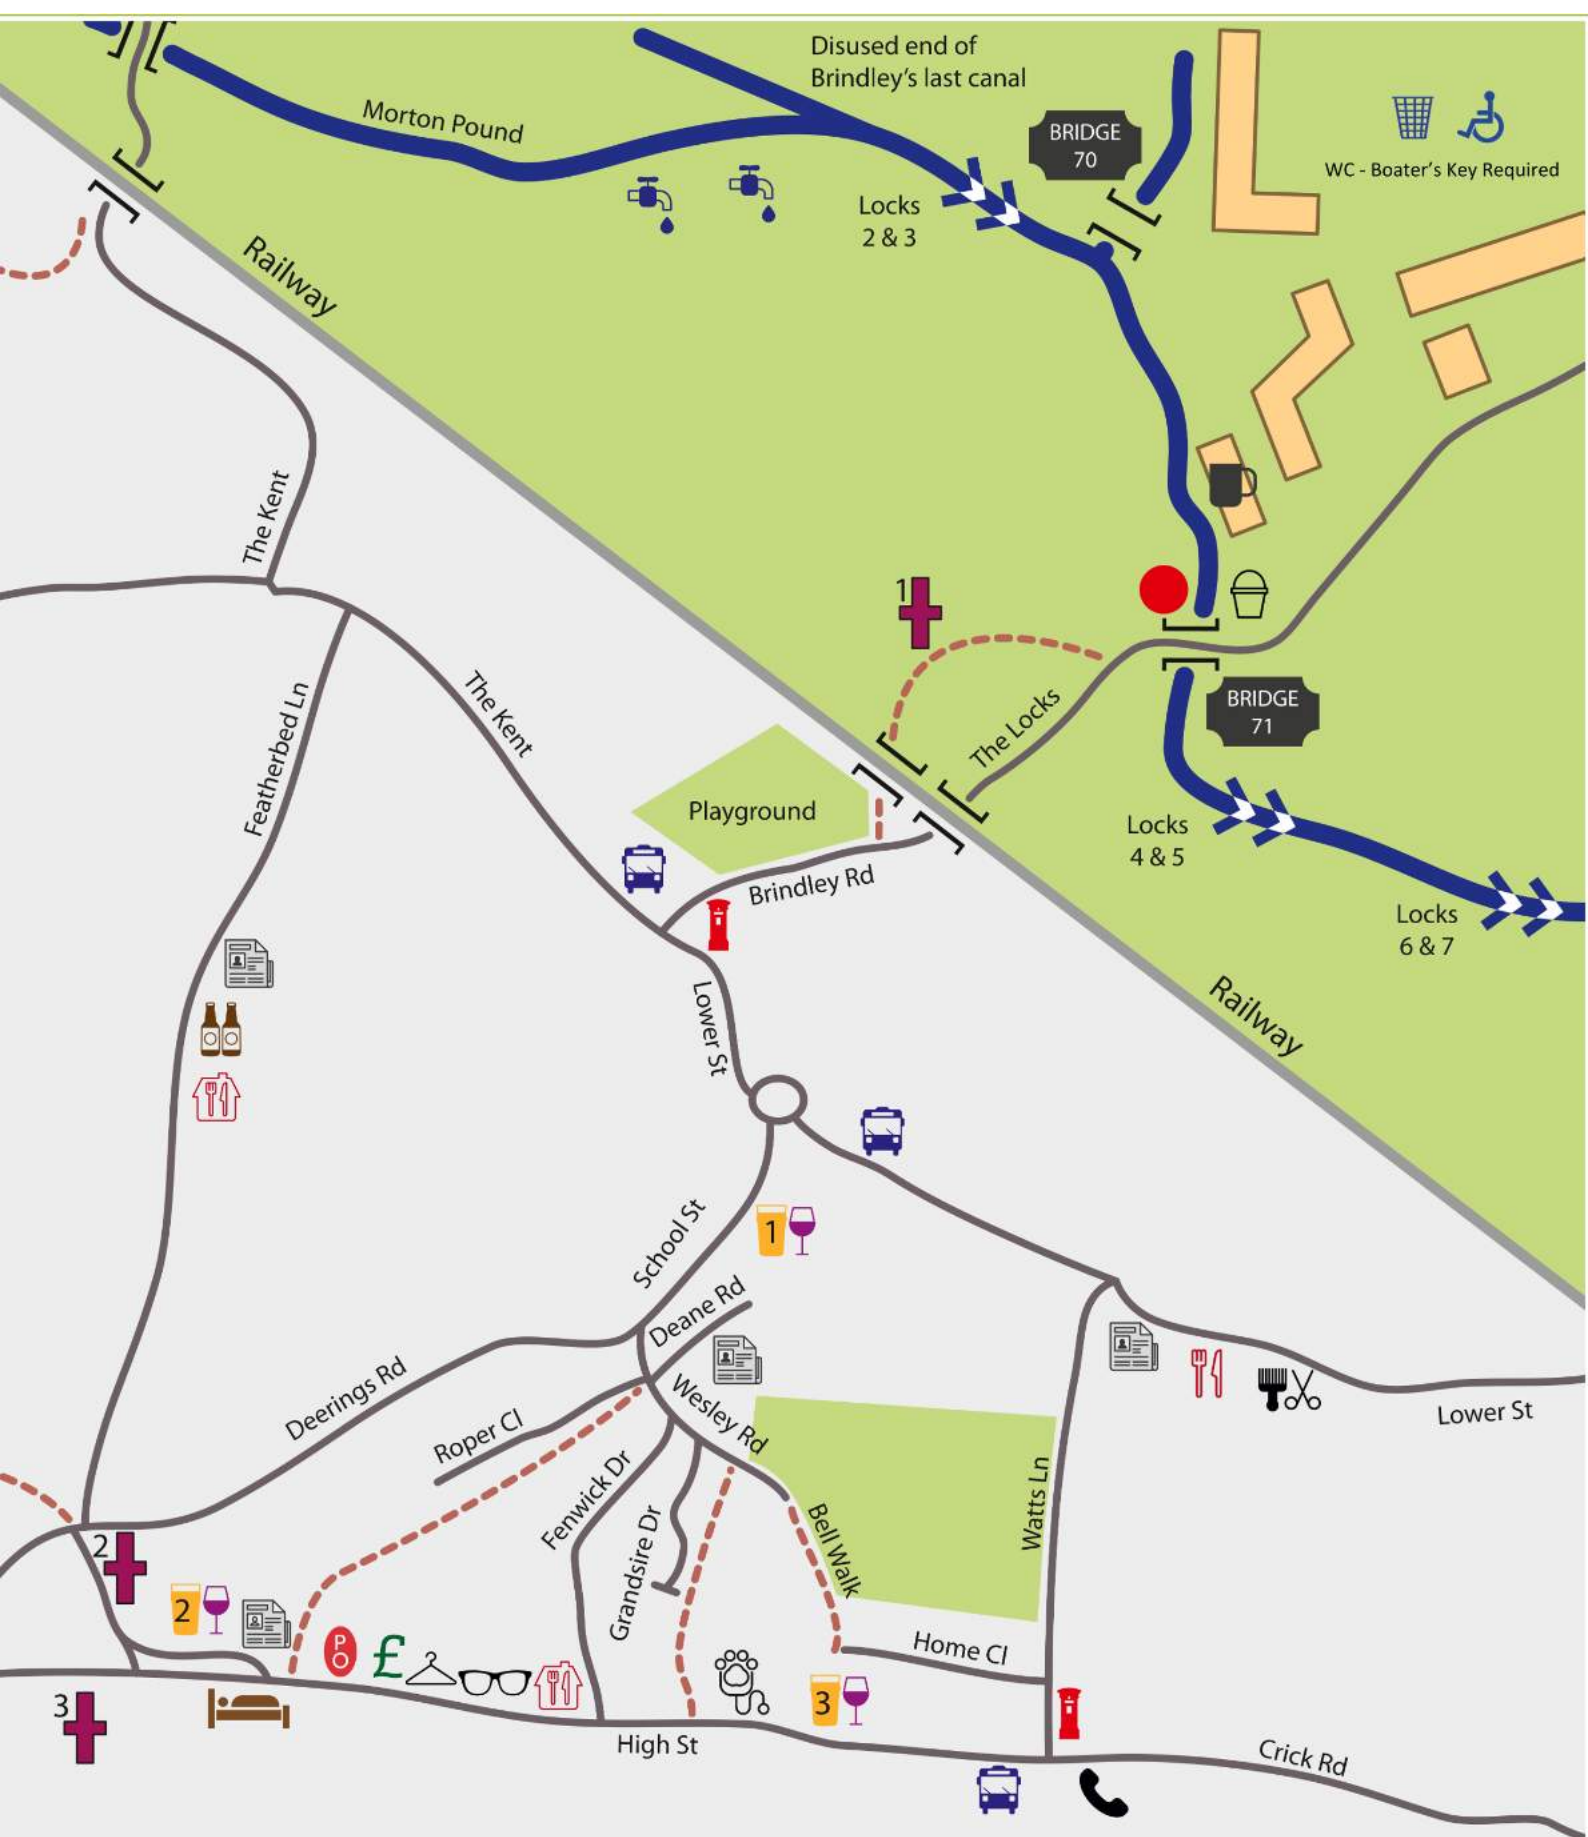 Disused end of
Brindley's last canal
Morton Pound
BRIDGE
70
WC - Boater's Key Required
Locks
2 & 3
Railway
The Kent
1
The Locks
BRIDGE
71
The Kent
Featherbed Ln
Playground
Locks
4 & 5
Brindley Rd
Locks
6 & 7
Railway
Lower St
School St
1
Deane Rd
Deerings Rd
Wesley Rd
Roper Cl
Lower St
Fenwick Dr
Grandsire Dr
Bell Walk
Watts Ln
2
2
PO
£
Home Cl
3
3
High St
Crick Rd